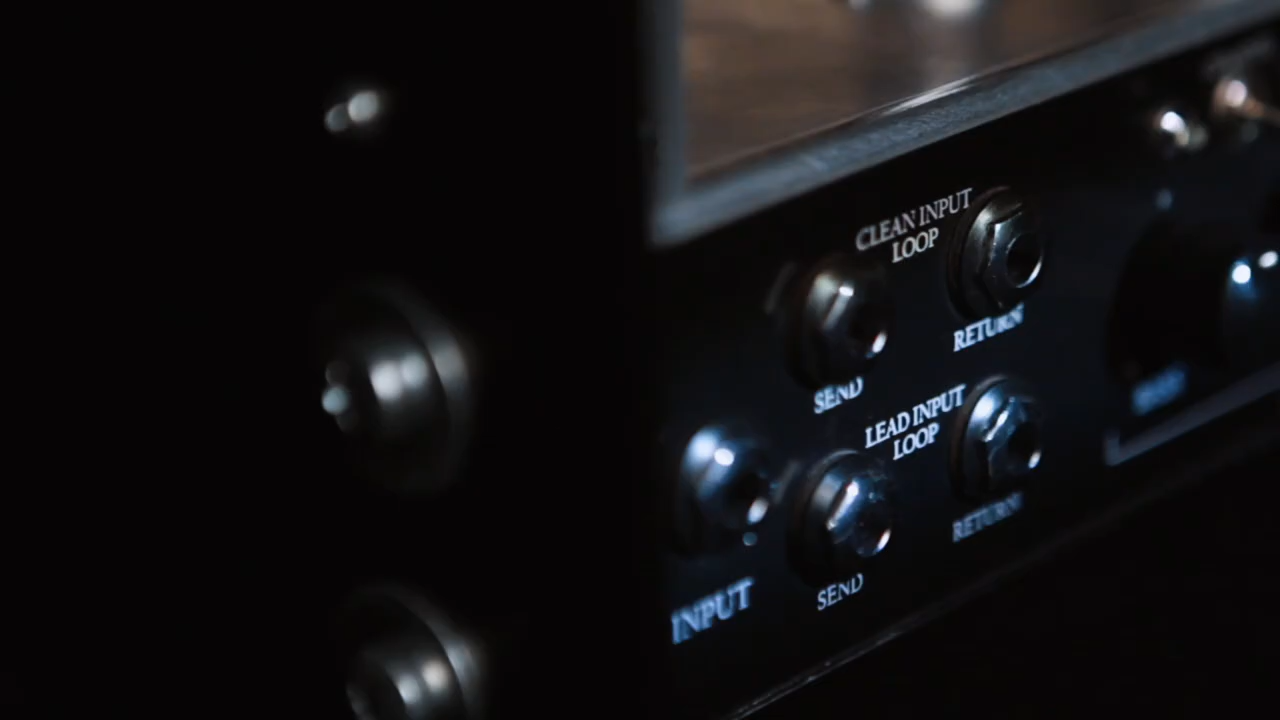 CLEAN INPUT
LOOP
RETURN
SEND
LEAD INPUT
LOOP
RETURN
SEND
INPUT